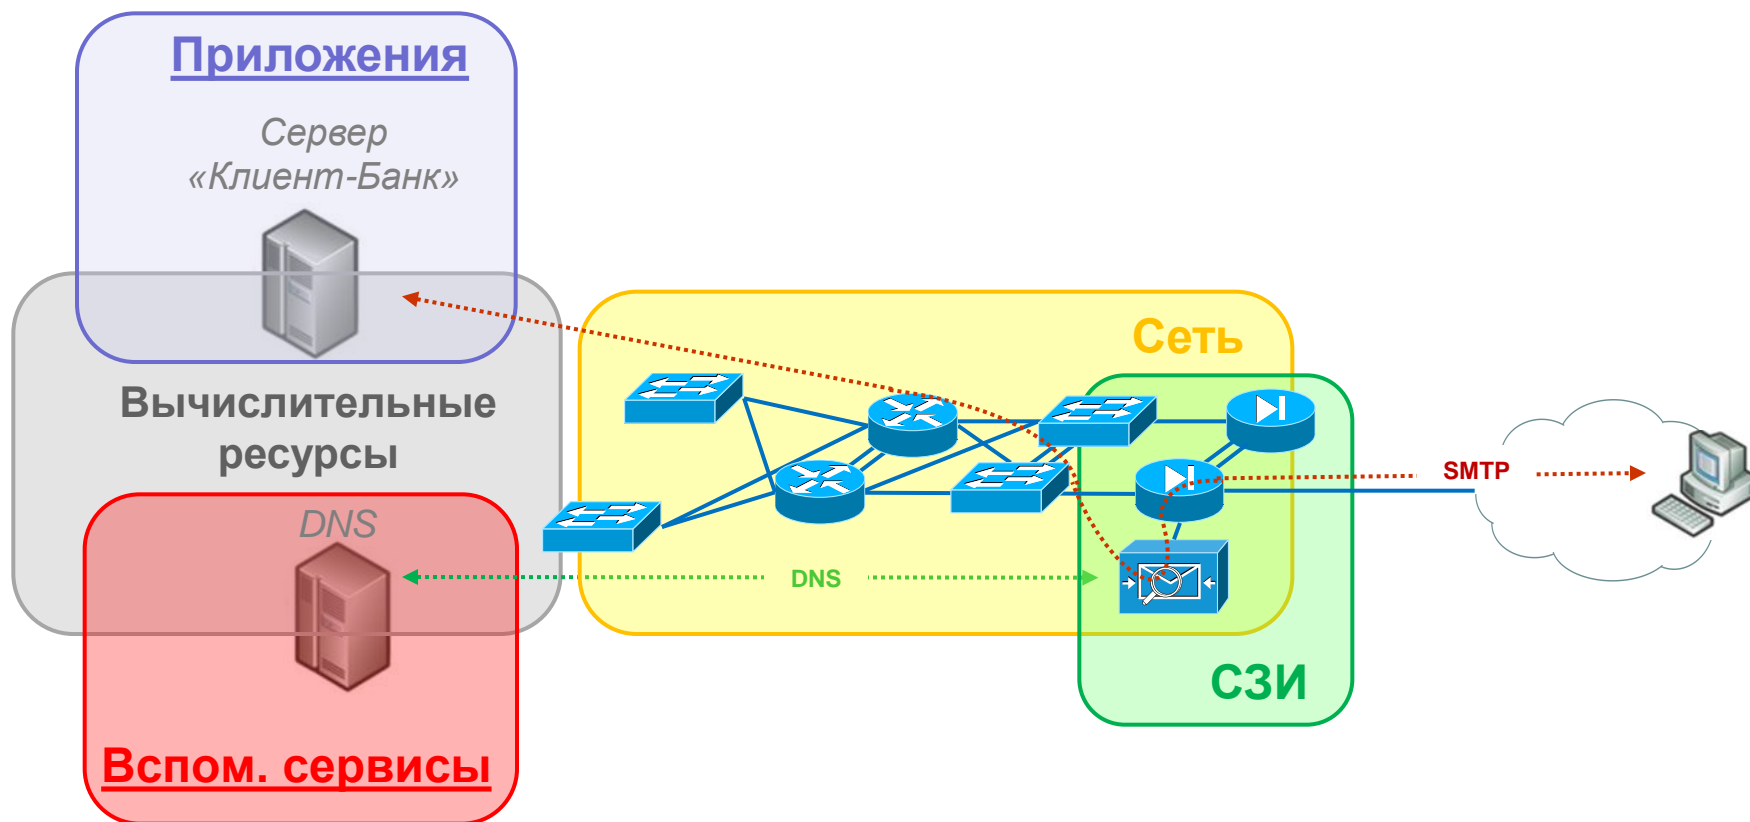 Приложения
Сервер
«Клиент-Банк»
Сеть
Вычислительные
ресурсы
SMTP
DNS
DNS
СЗИ
Вспом. сервисы